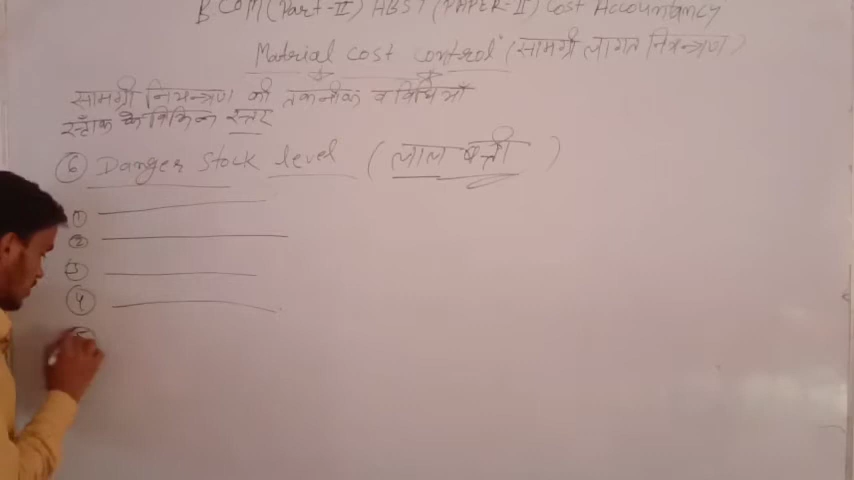 B COM (Part-II) ABST (PAPER-II) Cost Accountancy
Material cost control (सामग्री लागत नियन्त्रण)
सामग्री नियन्त्रण की तकनीकें व विधियाँ
स्टॉक के विभिन्न स्तर
⑥ Danger Stock level (लाल बत्ती)
①
②
③
④